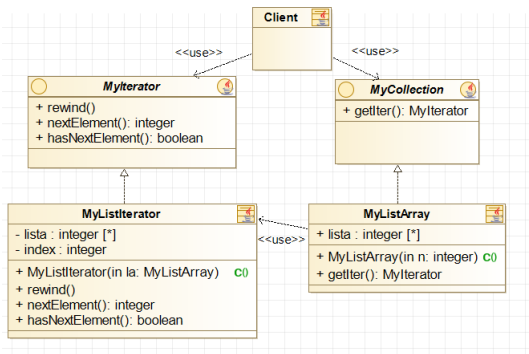 Client
<<use>>
<<use>>
MyIterator
+ rewind()
+ nextElement(): integer
+ hasNextElement(): boolean
MyCollection
+ getIter(): MyIterator
MyListIterator
- lista : integer [*]
- index : integer
+ MyListIterator(in la: MyListArray) C()
+ rewind()
+ nextElement(): integer
+ hasNextElement(): boolean
<<use>>
MyListArray
+ lista : integer [*]
+ MyListArray(in n: integer) C()
+ getIter(): MyIterator